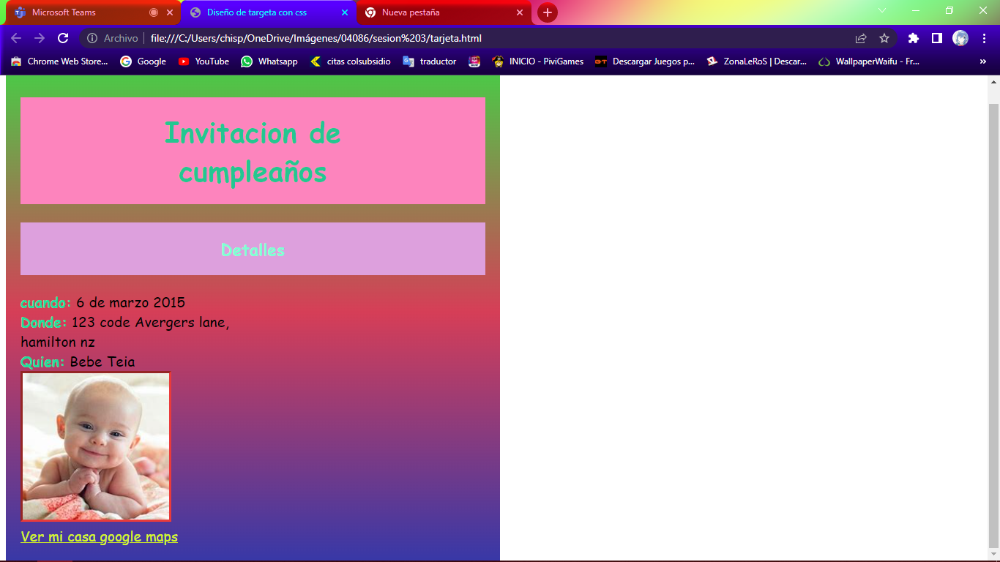 Microsoft Teams
Diseño de targeta con css
Nueva pestaña
Archivo
file:///C:/Users/chisp/OneDrive/Imágenes/04086/sesion%203/tarjeta.html
Chrome Web Store...
Google
YouTube
Whatsapp
citas colsubsidio
traductor
INICIO - PiviGames
GT
Descargar Juegos p...
ZonaLeRoS | Descar...
WallpaperWaifu - Fr...
»
Invitacion de
cumpleaños
Detalles
cuando: 6 de marzo 2015
Donde: 123 code Avergers lane,
hamilton nz
Quien: Bebe Teia
Ver mi casa google maps